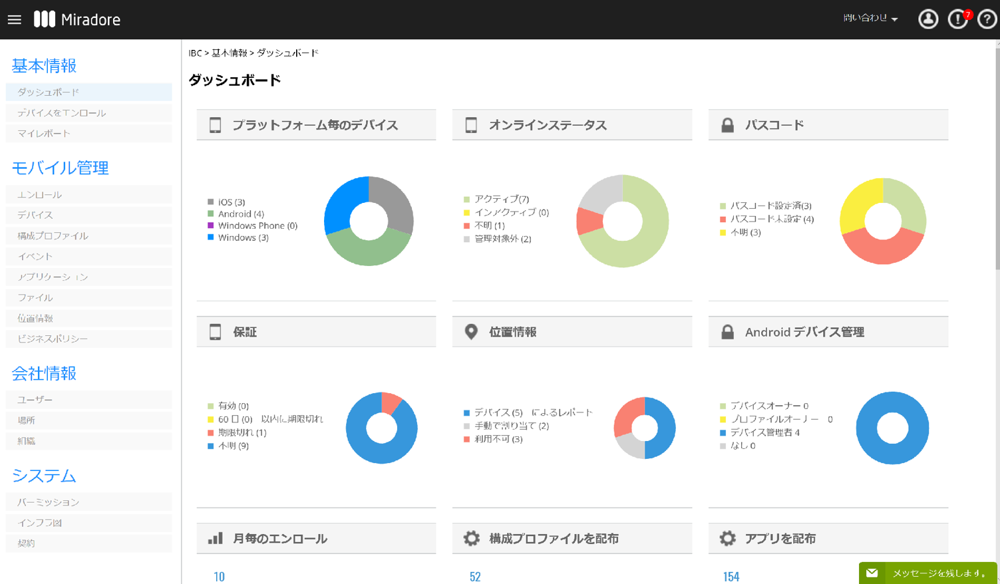 Miradore
問い合わせ
7
?
基本情報
ダッシュボード
デバイスをエンロール
マイレポート
モバイル管理
エンロール
デバイス
構成プロファイル
イベント
アプリケーション
ファイル
位置情報
ビジネスポリシー
会社情報
ユーザー
場所
組織
システム
パーミッション
インフラ図
契約
IBC > 基本情報 > ダッシュボード
ダッシュボード
プラットフォーム毎のデバイス
iOS (3)
Android (4)
Windows Phone (0)
Windows (3)
オンラインステータス
アクティブ(7)
インアクティブ (0)
不明 (1)
管理対象外 (2)
パスコード
パスコード設定済(3)
パスコード未設定 (4)
不明 (3)
保証
有効 (0)
60 日 (0) 以内に期限切れ
期限切れ (1)
不明 (9)
位置情報
デバイス (5) によるレポート
手動で割り当て (2)
利用不可 (3)
Android デバイス管理
デバイスオーナー 0
プロファイルオーナー 0
デバイス管理者 4
なし 0
月毎のエンロール
10
構成プロファイルを配布
52
アプリを配布
154
メッセージを残します。